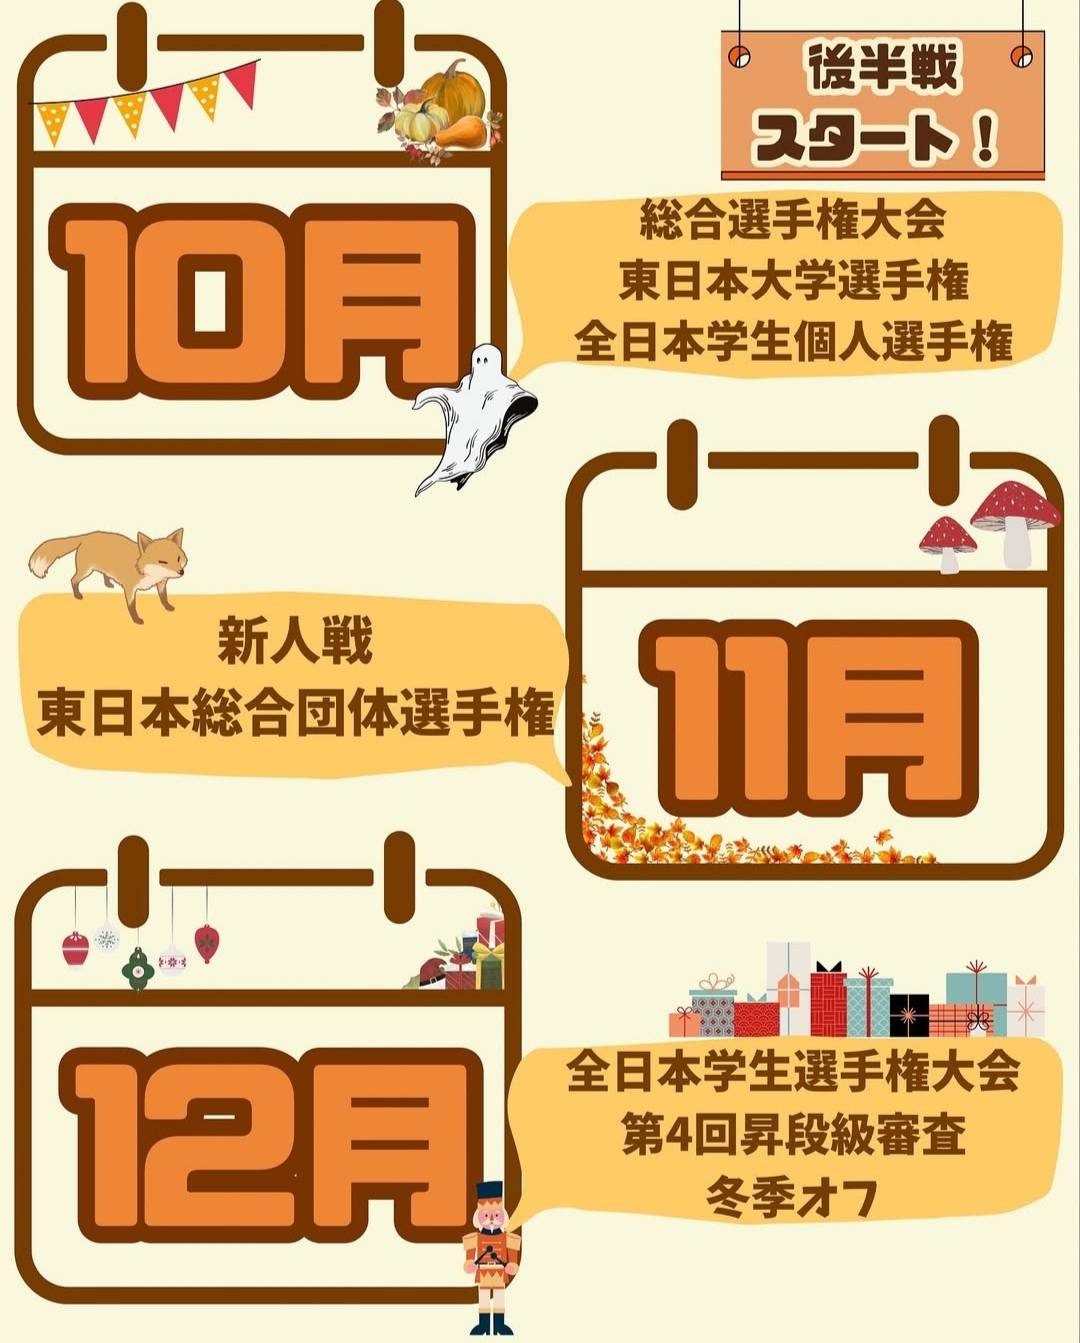 後半戦
スタート！
10月
総合選手権大会
東日本大学選手権
全日本学生個人選手権
11月
新人戦
東日本総合団体選手権
12月
全日本学生選手権大会
第4回昇段級審査
冬季オフ